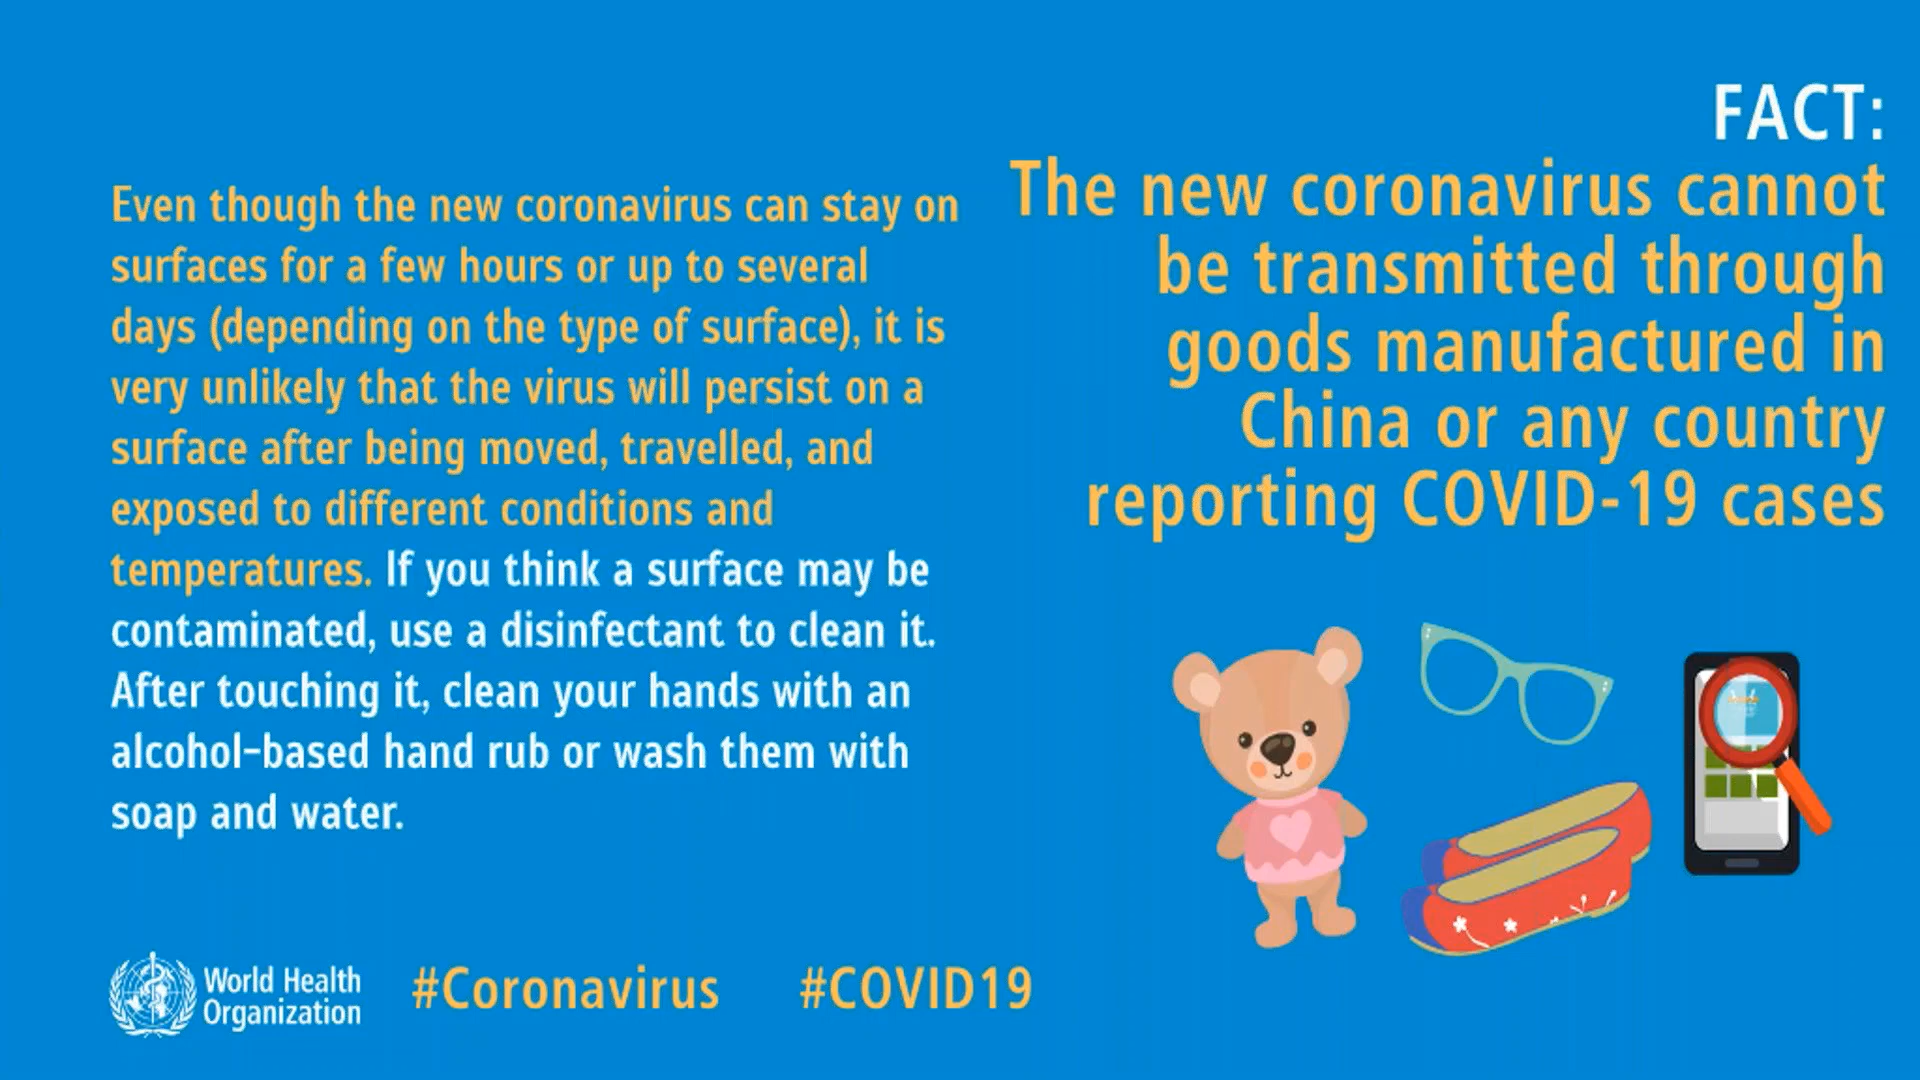 FACT:
The new coronavirus cannot
be transmitted through
goods manufactured in
China or any country
reporting COVID-19 cases
Even though the new coronavirus can stay on
surfaces for a few hours or up to several
days (depending on the type of surface), it is
very unlikely that the virus will persist on a
surface after being moved, travelled, and
exposed to different conditions and
temperatures. If you think a surface may be
contaminated, use a disinfectant to clean it.
After touching it, clean your hands with an
alcohol-based hand rub or wash them with
soap and water.
World Health
Organization
#Coronavirus
#COVID19